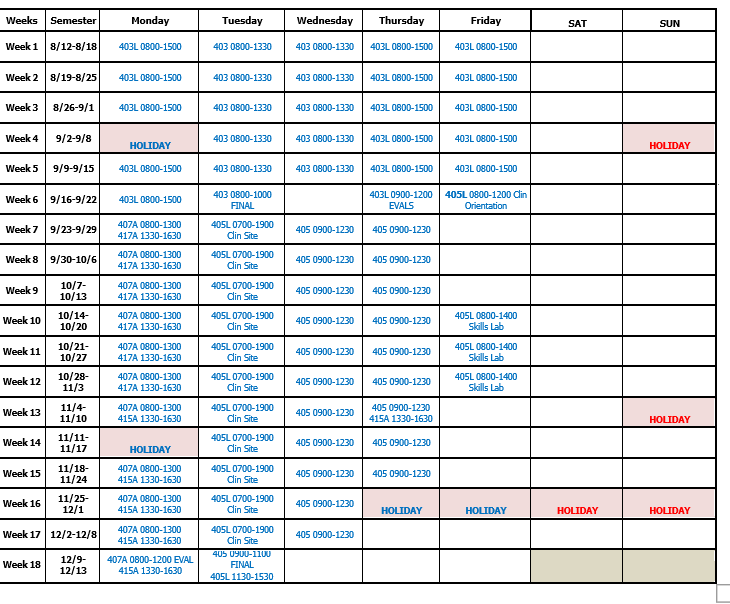 Weeks Semester Monday Tuesday Wednesday Thursday Friday SAT SUN
Week 1 8/12-8/18 403L 0800-1500 403 0800-1330 403 0800-1330 403L 0800-1500 403L 0800-1500
Week 2 8/19-8/25 403L 0800-1500 403 0800-1330 403 0800-1330 403L 0800-1500 403L 0800-1500
Week 3 8/26-9/1 403L 0800-1500 403 0800-1330 403 0800-1330 403L 0800-1500 403L 0800-1500
Week 4 9/2-9/8 HOLIDAY 403 0800-1330 403 0800-1330 403L 0800-1500 403L 0800-1500 HOLIDAY
Week 5 9/9-9/15 403L 0800-1500 403 0800-1330 403 0800-1330 403L 0800-1500 403L 0800-1500
Week 6 9/16-9/22 403L 0800-1500 403 0800-1000 FINAL 403L 0900-1200 EVALS 405L 0800-1200 Clin Orientation
Week 7 9/23-9/29 407A 0800-1300 417A 1330-1630 405L 0700-1900 Clin Site 405 0900-1230 405 0900-1230
Week 8 9/30-10/6 407A 0800-1300 417A 1330-1630 405L 0700-1900 Clin Site 405 0900-1230 405 0900-1230
Week 9 10/7-10/13 407A 0800-1300 417A 1330-1630 405L 0700-1900 Clin Site 405 0900-1230 405 0900-1230
Week 10 10/14-10/20 407A 0800-1300 417A 1330-1630 405L 0700-1900 Clin Site 405 0900-1230 405 0900-1230 405L 0800-1400 Skills Lab
Week 11 10/21-10/27 407A 0800-1300 417A 1330-1630 405L 0700-1900 Clin Site 405 0900-1230 405 0900-1230 405L 0800-1400 Skills Lab
Week 12 10/28-11/3 407A 0800-1300 417A 1330-1630 405L 0700-1900 Clin Site 405 0900-1230 405 0900-1230 405L 0800-1400 Skills Lab
Week 13 11/4-11/10 407A 0800-1300 415A 1330-1630 405L 0700-1900 Clin Site 405 0900-1230 405 0900-1230 415A 1330-1630 HOLIDAY
Week 14 11/11-11/17 HOLIDAY 405L 0700-1900 Clin Site 405 0900-1230 405 0900-1230
Week 15 11/18-11/24 407A 0800-1300 415A 1330-1630 405L 0700-1900 Clin Site 405 0900-1230 405 0900-1230
Week 16 11/25-12/1 407A 0800-1300 415A 1330-1630 405L 0700-1900 Clin Site 405 0900-1230 HOLIDAY HOLIDAY HOLIDAY HOLIDAY
Week 17 12/2-12/8 407A 0800-1300 415A 1330-1630 405L 0700-1900 Clin Site 405 0900-1230
Week 18 12/9-12/13 407A 0800-1200 EVAL 415A 1330-1630 405 0900-1100 FINAL 405L 1130-1530